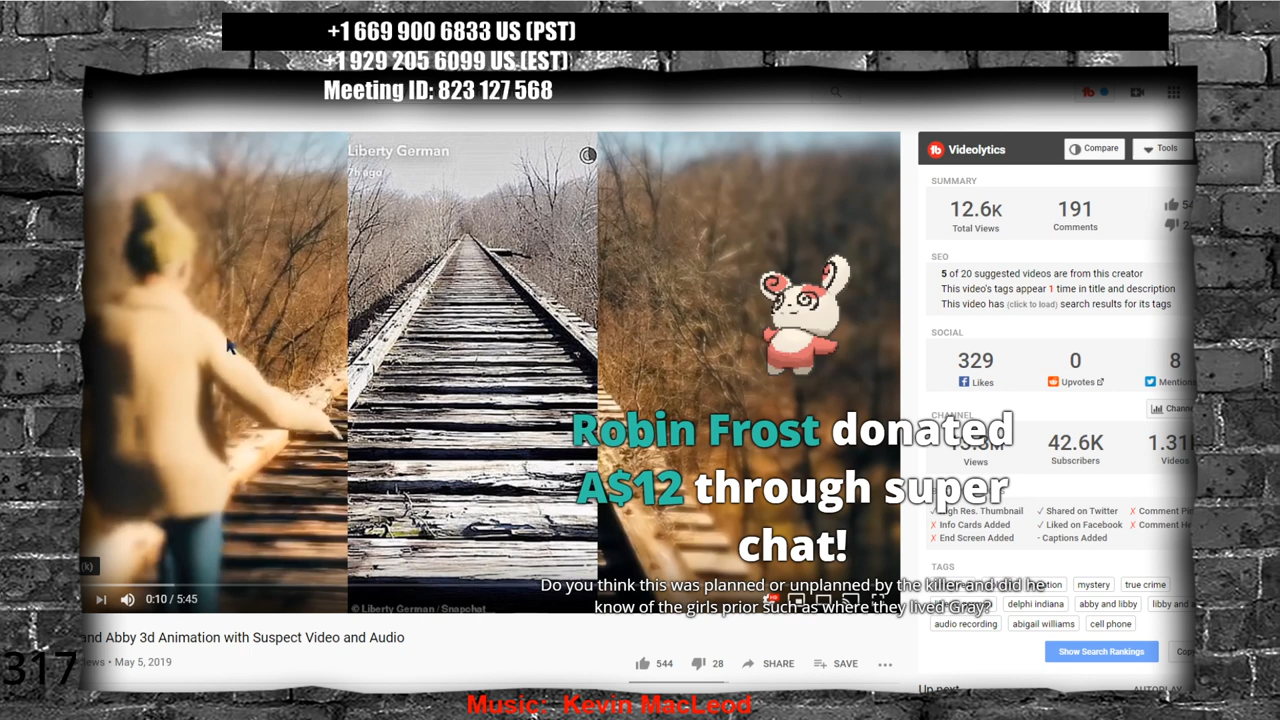 +1 669 900 6833 US (PST)
+1 929 205 6099 US (EST)
Meeting ID: 823 127 568
Liberty German
7h ago
Videolytics
Compare
Tools
SUMMARY
12.6K
191
Total Views
Comments
SEO
5 of 20 suggested videos are from this creator
This video's tags appear 1 time in title and description
This video has (click to load) search results for its tags
SOCIAL
329
0
8
Likes
Upvotes
Robin Frost donated
A$12 through super
chat!
Do you think this was planned or unplanned by the killer and did he
know of the girls prior such as where they lived Gray?
CHANNEL
42.6K
Views
Subscribers
Videos
High Res. Thumbnail
Shared on Twitter
Info Cards Added
Liked on Facebook
End Screen Added
- Captions Added
TAGS
mystery
true crime
delphi indiana
abby and libby
libby and
audio recording
abigail williams
cell phone
Show Search Rankings
0:10 / 5:45
© Liberty German / Snapchat
and Abby 3d Animation with Suspect Video and Audio
• May 5, 2019
544
28
SHARE
SAVE
Up next
AUTOPLAY
317
Music: Kevin MacLeod